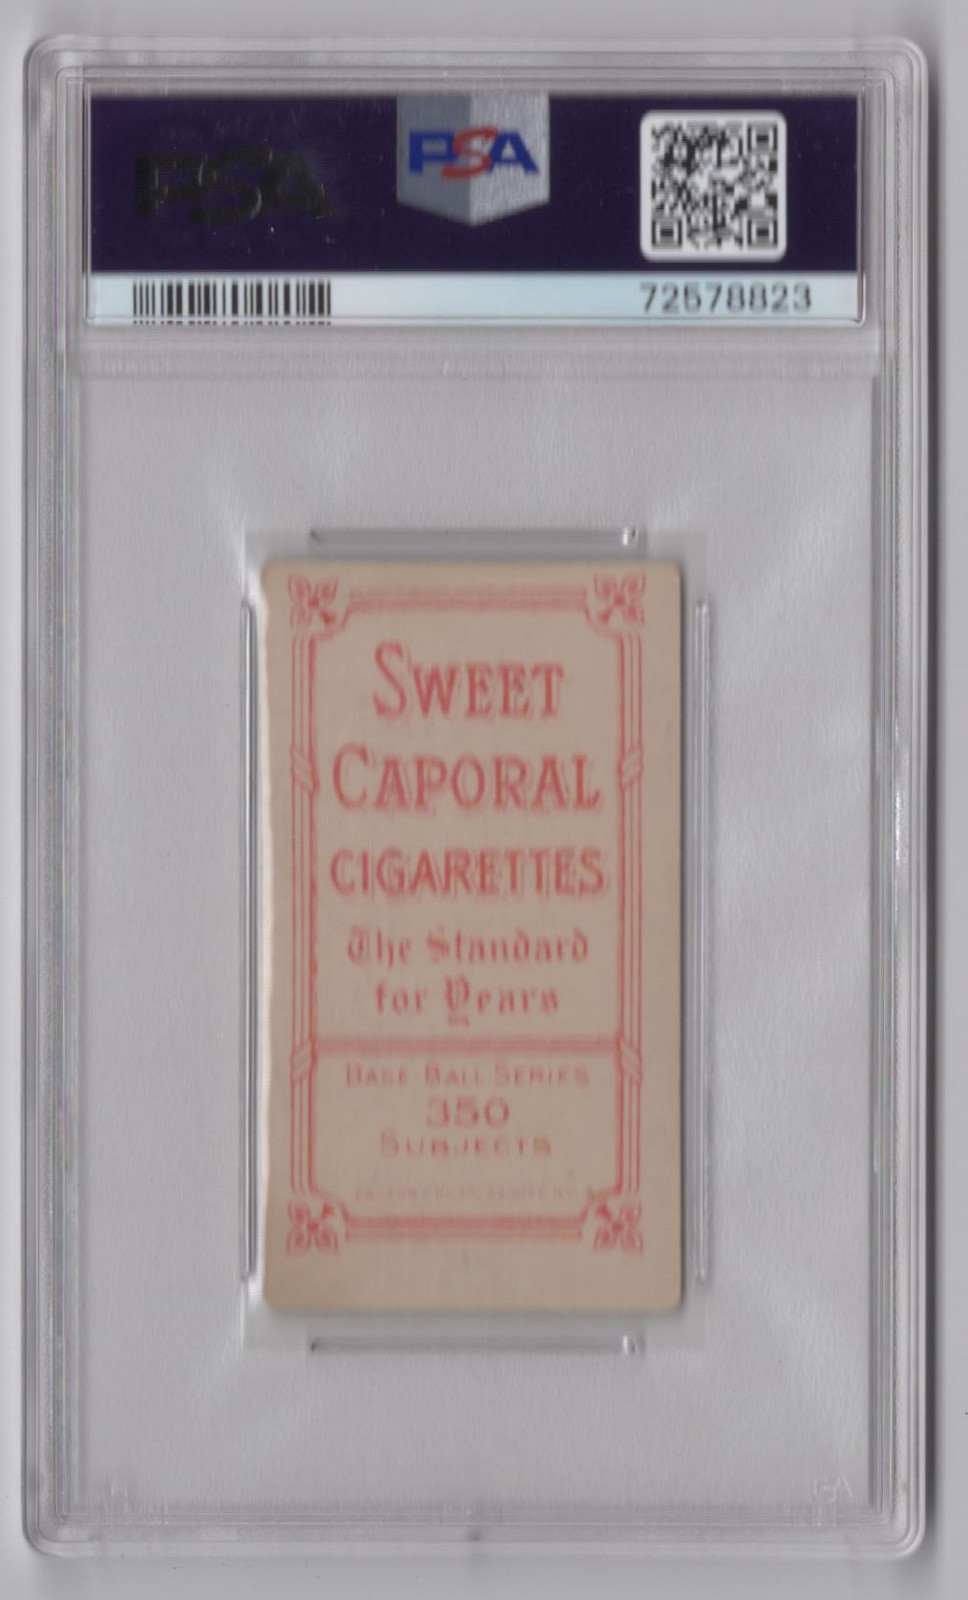 PSA
PSA
72578823
SWEET
CAPORAL
CIGARETTES
The Standard
for Years
BASE BALL SERIES
350
SUBJECTS